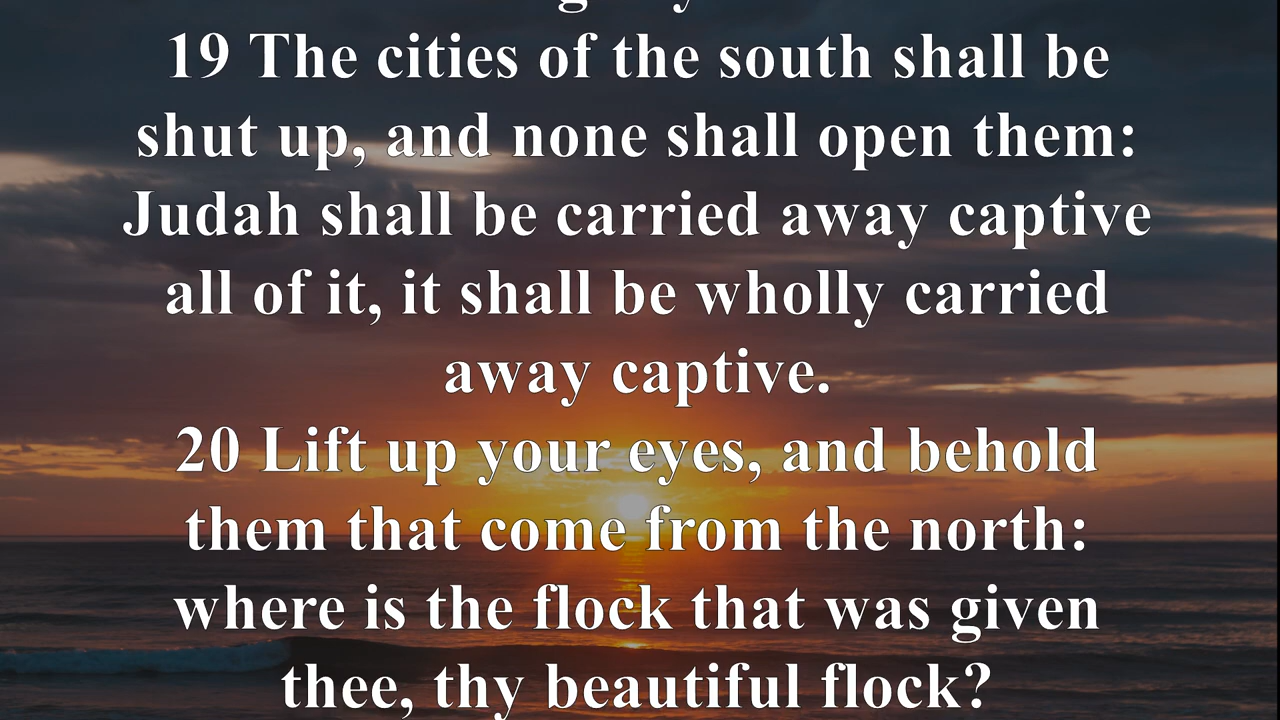 19 The cities of the south shall be
shut up, and none shall open them:
Judah shall be carried away captive
all of it, it shall be wholly carried
away captive.
20 Lift up your eyes, and behold
them that come from the north:
where is the flock that was given
thee, thy beautiful flock?